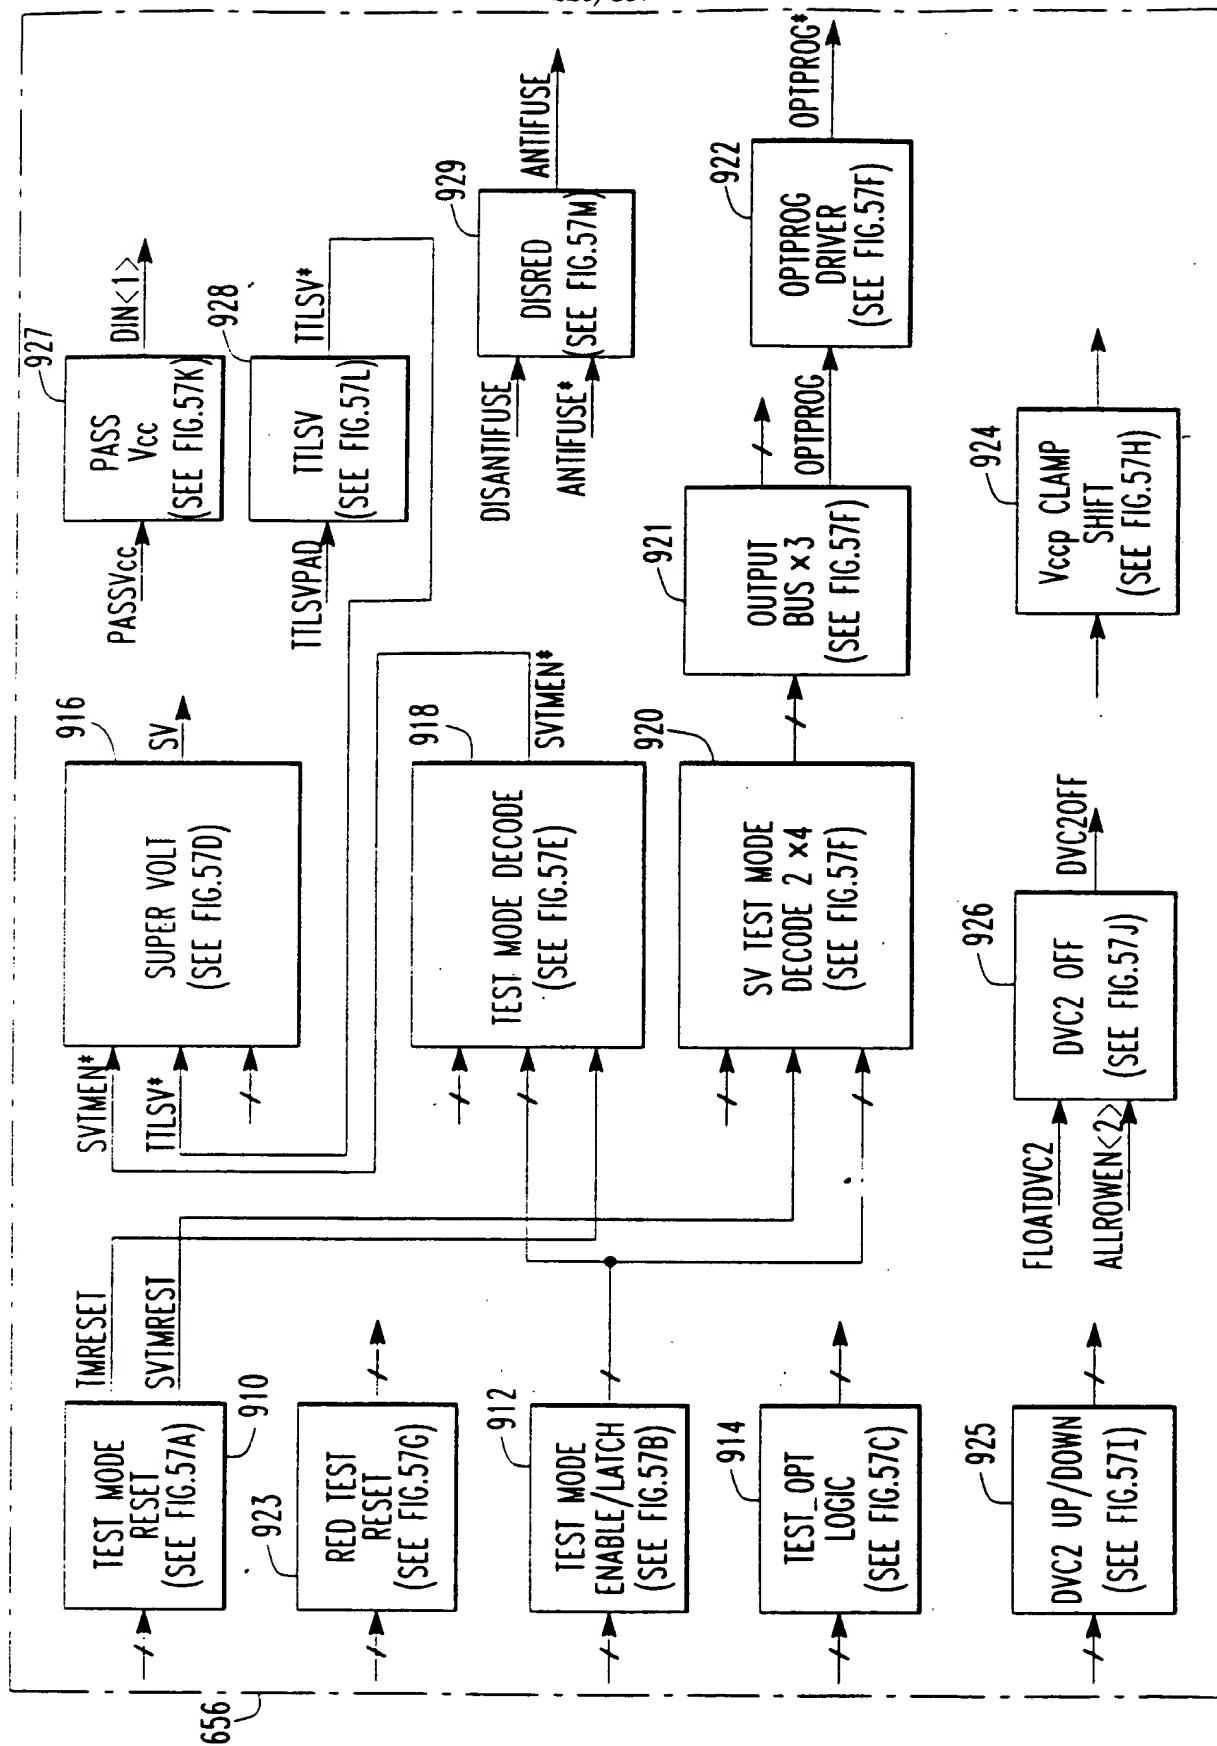 656
TEST MODE
RESET
(SEE FIG.57A)
910
TMRESET
SVTMREST
SVTMEN*
TTLSV*
SUPER VOLT
(SEE FIG.57D)
916
SV
PASSVcc
PASS
Vcc
(SEE FIG.57K)
927
DIN<1>
TTLSVPAD
TTLSV
(SEE FIG.57L)
928
TTLSV*
923
RED TEST
RESET
(SEE FIG.57G)
TEST MODE
ENABLE/LATCH
(SEE FIG.57B)
912
TEST MODE DECODE
(SEE FIG.57E)
918
SVTMEN*
DISANTIFUSE
ANTIFUSE*
DISRED
(SEE FIG.57M)
929
ANTIFUSE
TEST_OPT
LOGIC
(SEE FIG.57C)
914
SV TEST MODE
DECODE 2 ×4
(SEE FIG.57F)
920
OUTPUT
BUS ×3
(SEE FIG.57F)
921
OPTPROG
OPTPROG
DRIVER
(SEE FIG.57F)
922
OPTPROG*
DVC2 UP/DOWN
(SEE FIG.57I)
925
FLOATDVC2
ALLROWEN<2>
DVC2 OFF
(SEE FIG.57J)
926
DVC2OFF
Vccp CLAMP
SHIFT
(SEE FIG.57H)
924